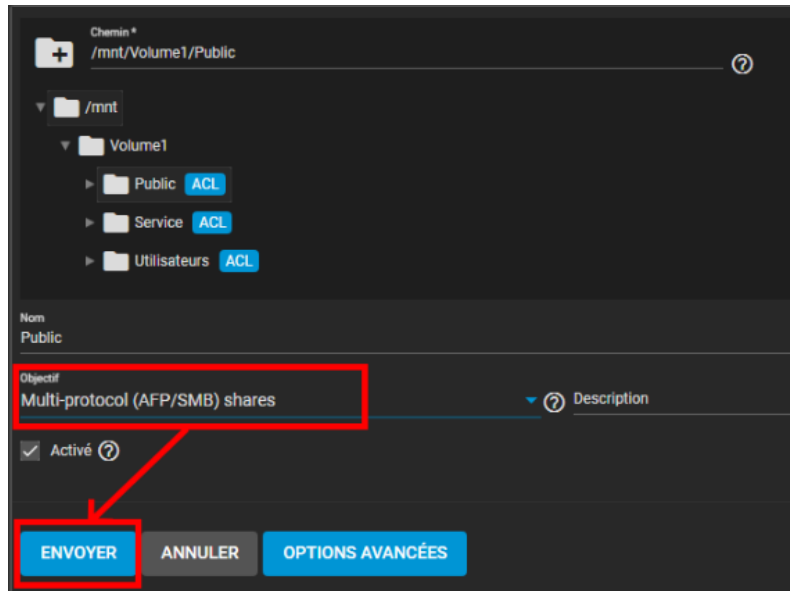 Chemin *
/mnt/Volume1/Public
/mnt
Volume1
Public ACL
Service ACL
Utilisateurs ACL
Nom
Public
Objectif
Multi-protocol (AFP/SMB) shares
Description
Activé
ENVOYER ANNULER OPTIONS AVANCÉES